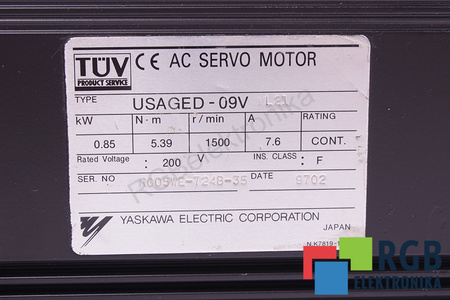 TÜV
PRODUCT SERVICE
CE AC SERVO MOTOR
TYPE USAGED-09V
kW N·m r/min A RATING
0.85 5.39 1500 7.6 CONT.
Rated Voltage : 200 V INS. CLASS : F
SER. NO DATE 9702
YASKAWA ELECTRIC CORPORATION
JAPAN
RGB
ELEKTRONIKA